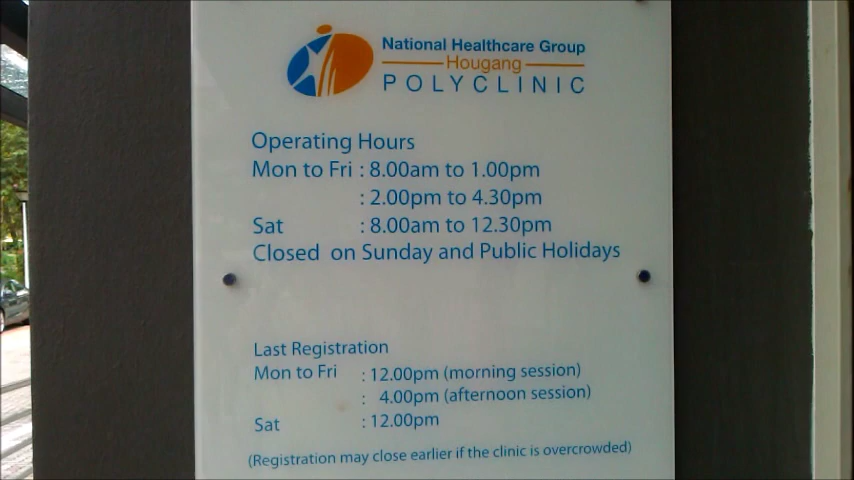 National Healthcare Group
Hougang
POLYCLINIC
Operating Hours
Mon to Fri : 8.00am to 1.00pm
: 2.00pm to 4.30pm
Sat : 8.00am to 12.30pm
Closed on Sunday and Public Holidays
Last Registration
Mon to Fri : 12.00pm (morning session)
: 4.00pm (afternoon session)
Sat : 12.00pm
(Registration may close earlier if the clinic is overcrowded)